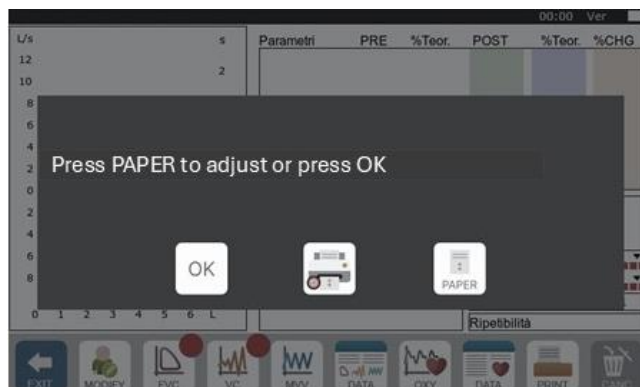 00:00 Ver
L/s s Parametri PRE %Teor. POST %Teor. %CHG
12
2
10
8
6
4
2
0
2
4
6
8
Press PAPER to adjust or press OK
OK PAPER
0 1 2 3 4 5 6 L
Ripetibilità
EXIT MODIFY FVC VC MVV DATA OXY DATA PRINT CANC